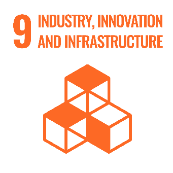 9 INDUSTRY, INNOVATION
AND INFRASTRUCTURE